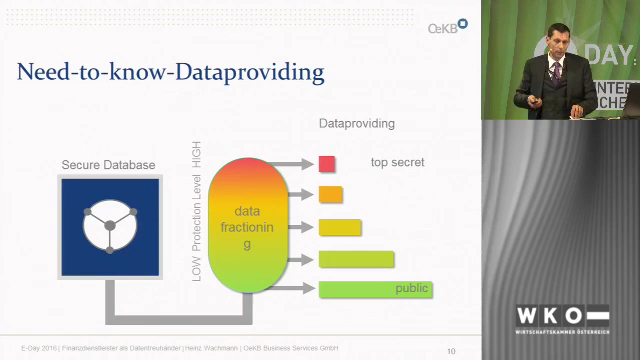 OeKB
Need-to-know-Dataproviding
Dataproviding
Secure Database
LOW Protection Level HIGH
top secret
data
fractionin
g
public
E-Day 2016 | Finanzdienstleister als Datentreuhänder | Heinz Wachmann | OeKB Business Services GmbH
10
DAY
WKO
WIRTSCHAFTSKAMMER ÖSTERREICH